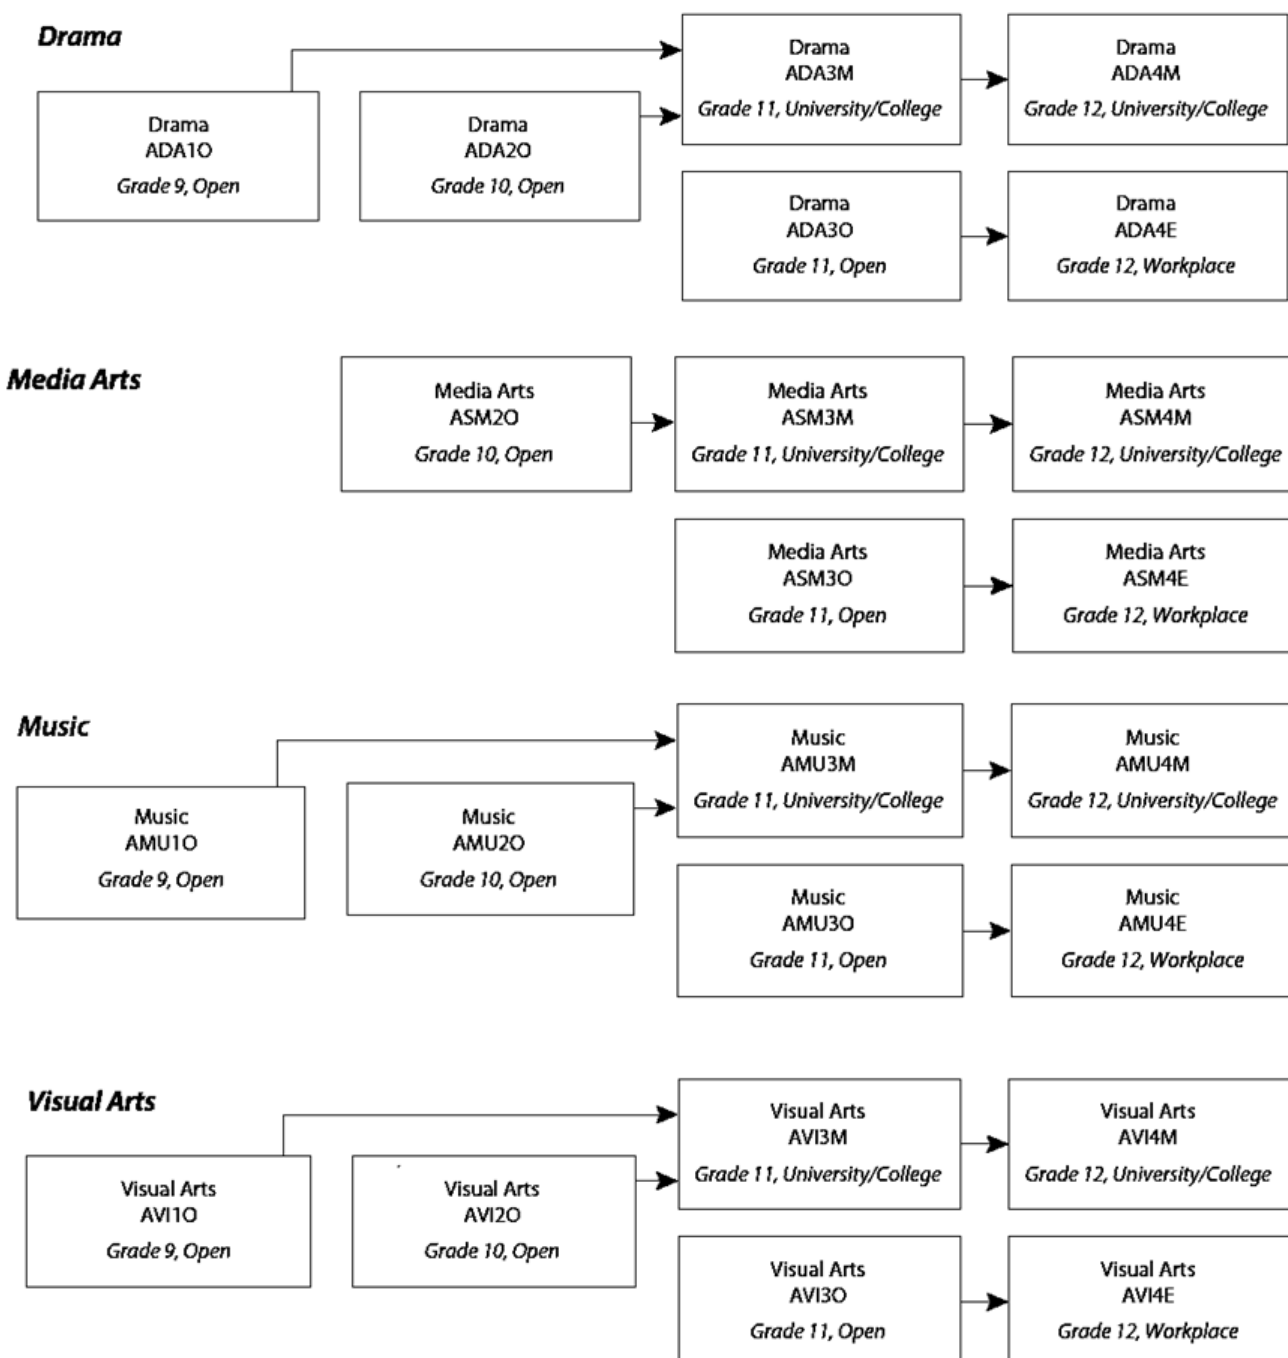 Drama
Drama
ADA1O
Grade 9, Open
Drama
ADA2O
Grade 10, Open
Drama
ADA3M
Grade 11, University/College
Drama
ADA4M
Grade 12, University/College
Drama
ADA3O
Grade 11, Open
Drama
ADA4E
Grade 12, Workplace
Media Arts
Media Arts
ASM2O
Grade 10, Open
Media Arts
ASM3M
Grade 11, University/College
Media Arts
ASM4M
Grade 12, University/College
Media Arts
ASM3O
Grade 11, Open
Media Arts
ASM4E
Grade 12, Workplace
Music
Music
AMU1O
Grade 9, Open
Music
AMU2O
Grade 10, Open
Music
AMU3M
Grade 11, University/College
Music
AMU4M
Grade 12, University/College
Music
AMU3O
Grade 11, Open
Music
AMU4E
Grade 12, Workplace
Visual Arts
Visual Arts
AVI1O
Grade 9, Open
Visual Arts
AVI2O
Grade 10, Open
Visual Arts
AVI3M
Grade 11, University/College
Visual Arts
AVI4M
Grade 12, University/College
Visual Arts
AVI3O
Grade 11, Open
Visual Arts
AVI4E
Grade 12, Workplace